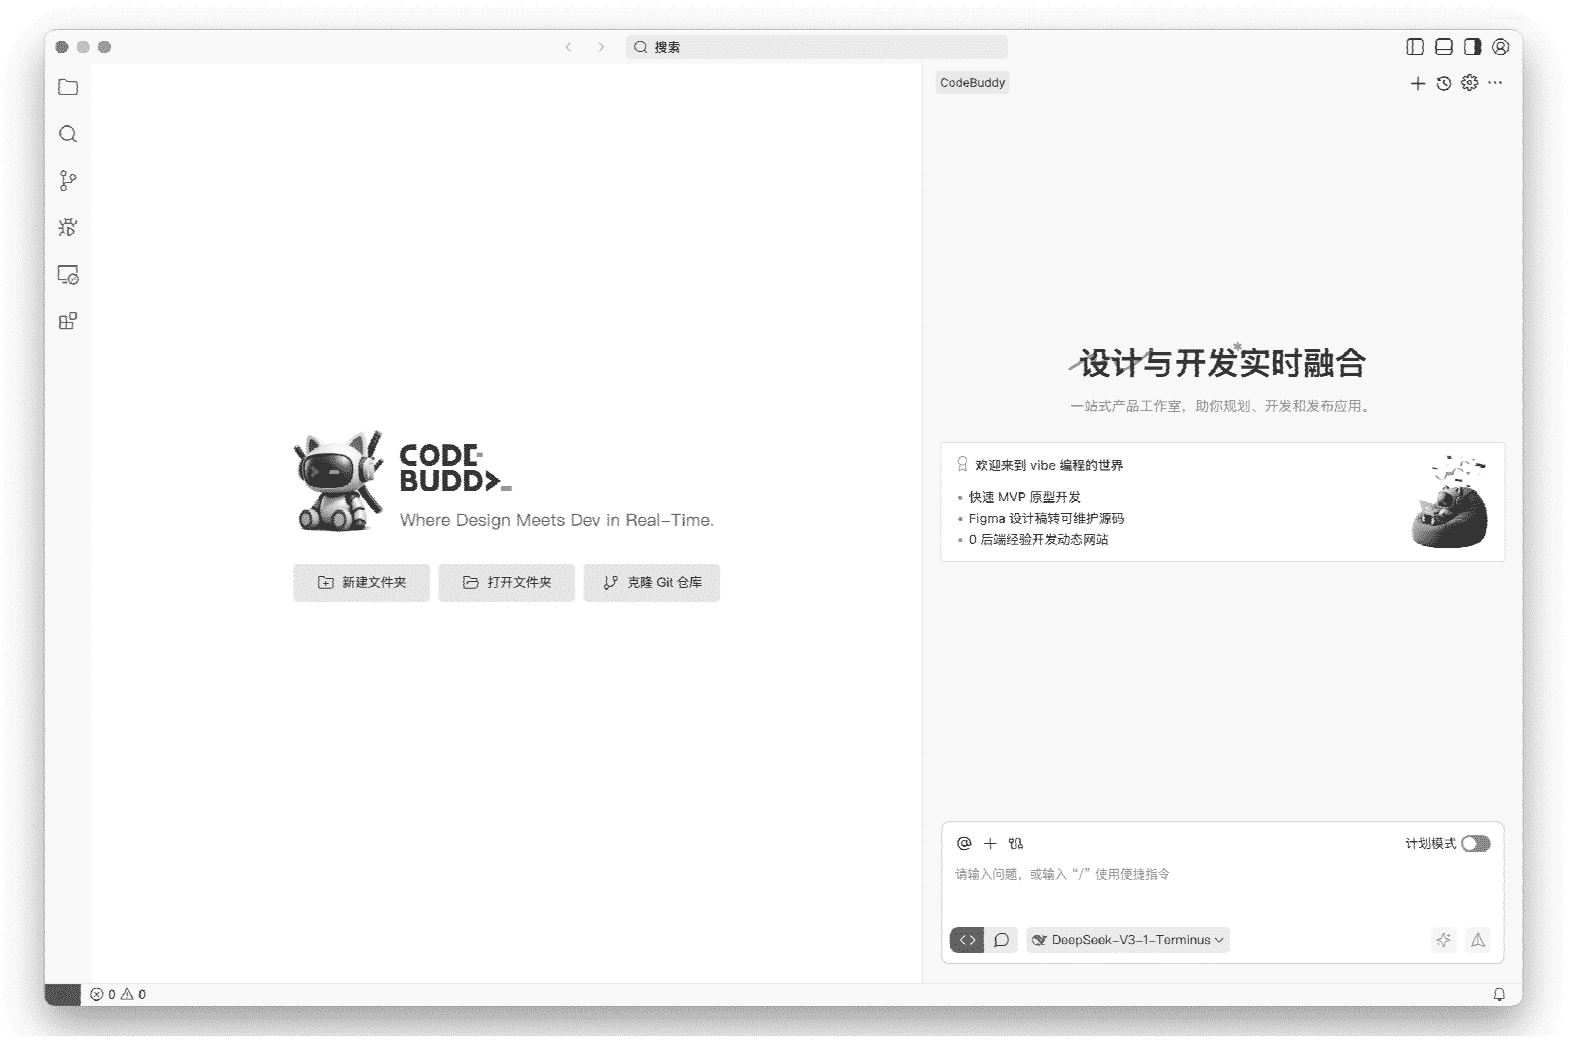 搜索
CodeBuddy
CODE
BUDD>_
Where Design Meets Dev in Real-Time.
新建文件夹
打开文件夹
克隆 Git 仓库
设计与开发实时融合
一站式产品工作室，助你规划、开发和发布应用。
欢迎来到 vibe 编程的世界
快速 MVP 原型开发
Figma 设计稿转可维护源码
0 后端经验开发动态网站
计划模式
请输入问题，或输入 “/” 使用便捷指令
DeepSeek-V3-1-Terminus
0 0